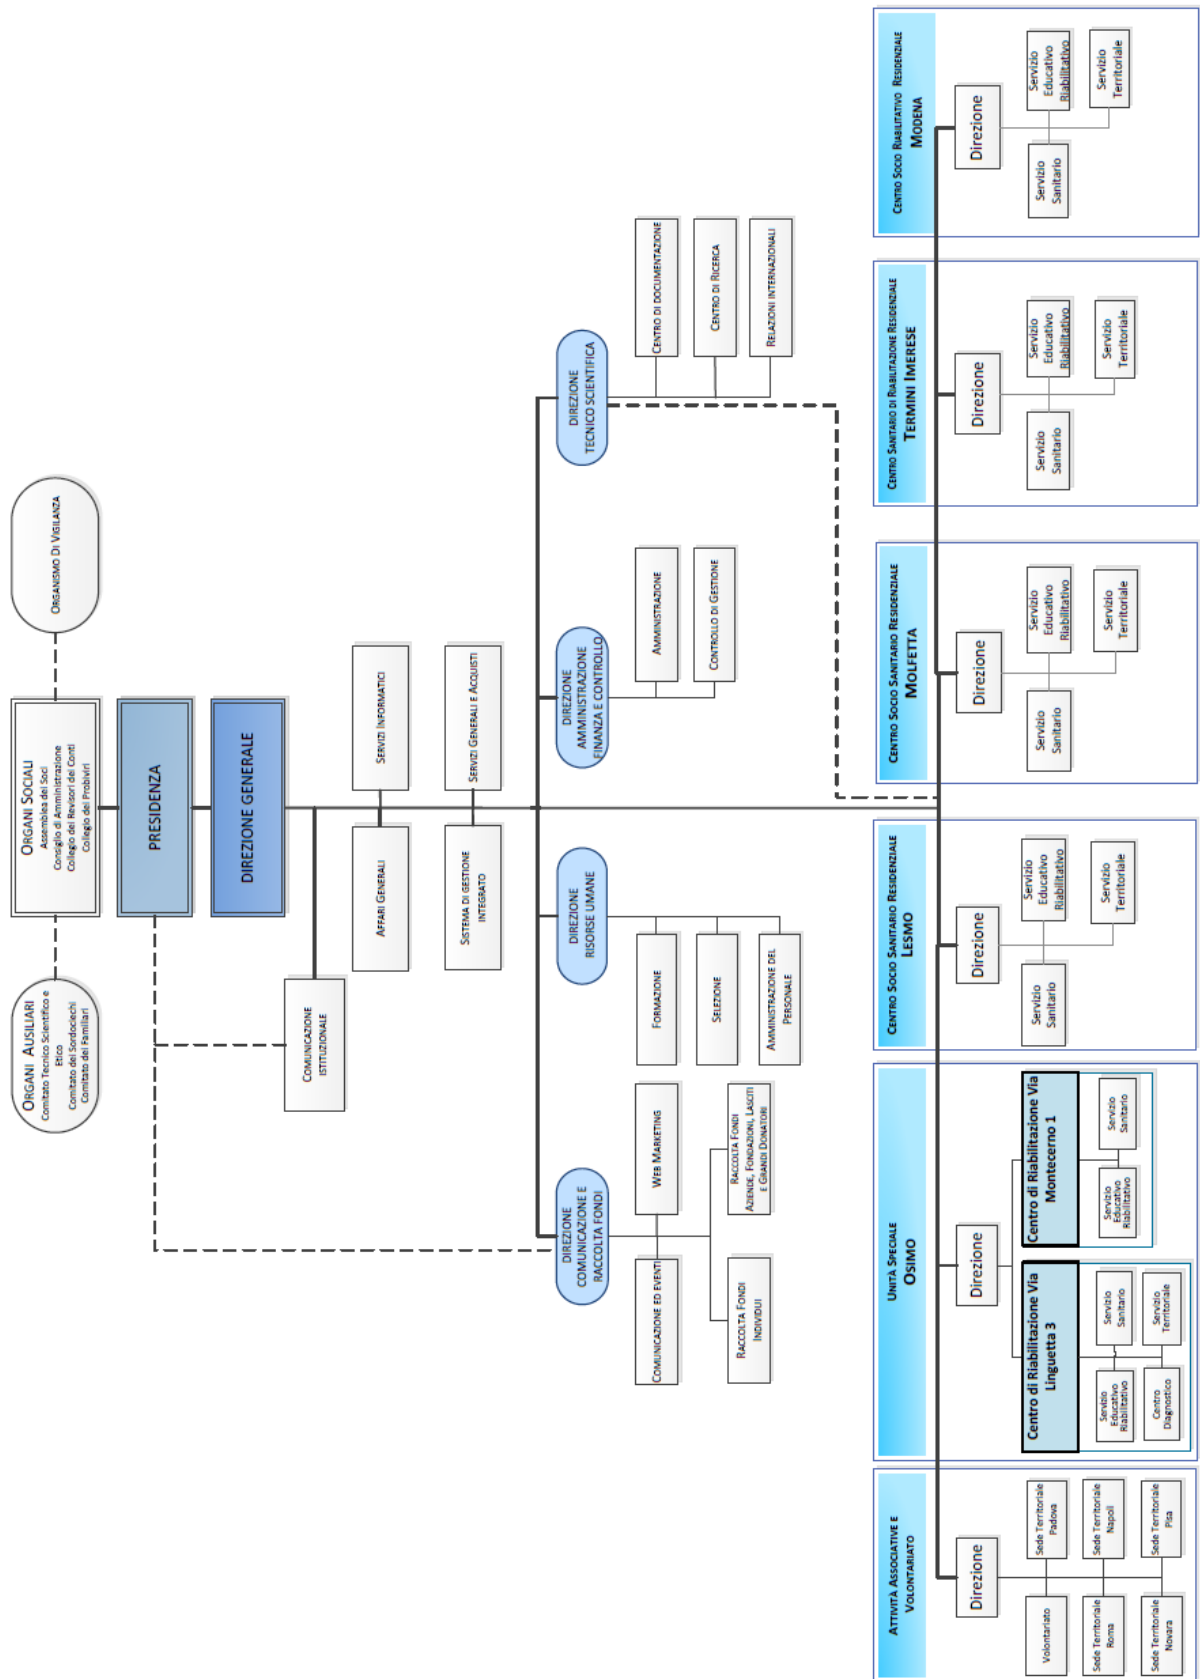 ORGANI AUSILIARI
Comitato Tecnico Scientifico e
Etico
Comitato dei Sordociechi
Comitato dei Familiari
ORGANI SOCIALI
Assemblea dei Soci
Consiglio di Amministrazione
Collegio dei Revisori dei Conti
Collegio dei Probiviri
ORGANISMO DI VIGILANZA
PRESIDENZA
DIREZIONE GENERALE
COMUNICAZIONE
ISTITUZIONALE
AFFARI GENERALI
SERVIZI INFORMATICI
SISTEMA DI GESTIONE
INTEGRATO
SERVIZI GENERALI E ACQUISTI
DIREZIONE
COMUNICAZIONE E
RACCOLTA FONDI
DIREZIONE
RISORSE UMANE
DIREZIONE
AMMINISTRAZIONE
FINANZA E CONTROLLO
DIREZIONE
TECNICO SCIENTIFICA
COMUNICAZIONE ED EVENTI
WEB MARKETING
RACCOLTA FONDI
INDIVIDUI
RACCOLTA FONDI
AZIENDE, FONDAZIONI, LASCITI
E GRANDI DONATORI
FORMAZIONE
SELEZIONE
AMMINISTRAZIONE DEL
PERSONALE
AMMINISTRAZIONE
CONTROLLO DI GESTIONE
CENTRO DI DOCUMENTAZIONE
CENTRO DI RICERCA
RELAZIONI INTERNAZIONALI
ATTIVITÀ ASSOCIATIVE E
VOLONTARIATO
Direzione
Volontariato
Sede Territoriale
Padova
Sede Territoriale
Roma
Sede Territoriale
Napoli
Sede Territoriale
Novara
Sede Territoriale
Pisa
UNITÀ SPECIALE
OSIMO
Direzione
Centro di Riabilitazione Via
Linguetta 3
Servizio
Educativo
Riabilitativo
Servizio
Sanitario
Centro
Diagnostico
Servizio
Territoriale
Centro di Riabilitazione Via
Montecerno 1
Servizio
Educativo
Riabilitativo
Servizio
Sanitario
CENTRO SOCIO SANITARIO RESIDENZIALE
LESMO
Direzione
Servizio
Sanitario
Servizio
Educativo
Riabilitativo
Servizio
Territoriale
CENTRO SOCIO SANITARIO RESIDENZIALE
MOLFETTA
Direzione
Servizio
Sanitario
Servizio
Educativo
Riabilitativo
Servizio
Territoriale
CENTRO SANITARIO DI RIABILITAZIONE RESIDENZIALE
TERMINI IMERESE
Direzione
Servizio
Sanitario
Servizio
Educativo
Riabilitativo
Servizio
Territoriale
CENTRO SOCIO RIABILITATIVO RESIDENZIALE
MODENA
Direzione
Servizio
Sanitario
Servizio
Educativo
Riabilitativo
Servizio
Territoriale